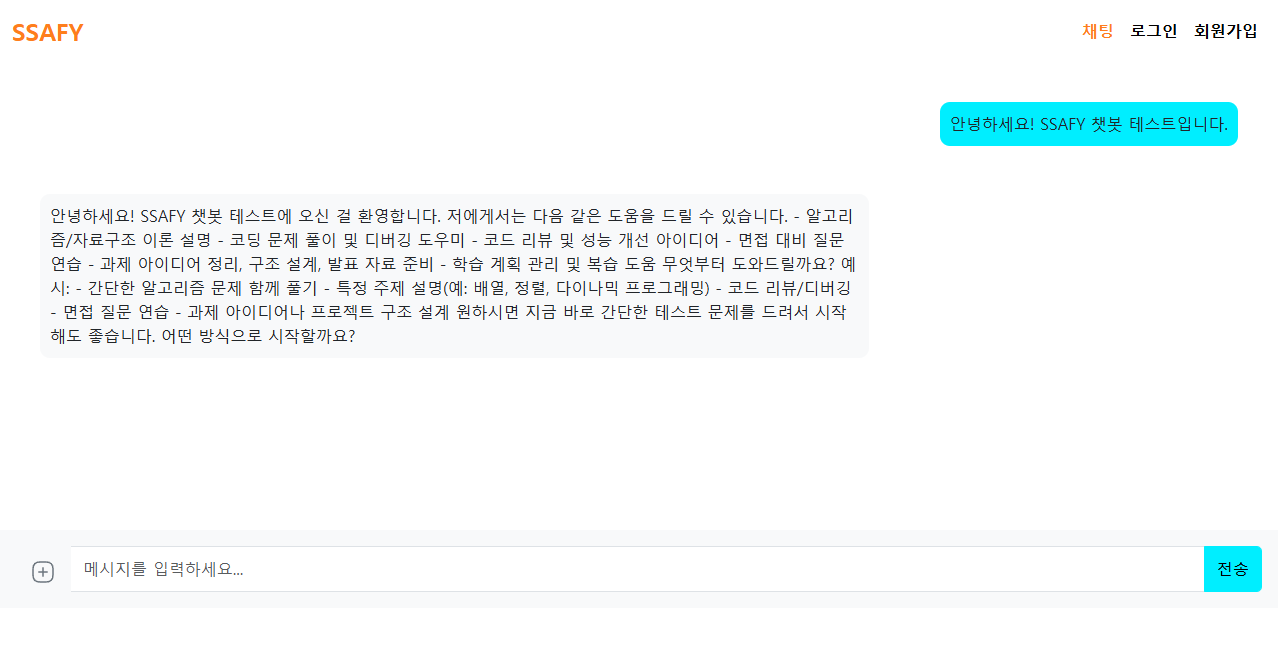 SSAFY
채팅 로그인 회원가입
안녕하세요! SSAFY 챗봇 테스트입니다.
안녕하세요! SSAFY 챗봇 테스트에 오신 걸 환영합니다. 저에게서는 다음 같은 도움을 드릴 수 있습니다. - 알고리
즘/자료구조 이론 설명 - 코딩 문제 풀이 및 디버깅 도우미 - 코드 리뷰 및 성능 개선 아이디어 - 면접 대비 질문
연습 - 과제 아이디어 정리, 구조 설계, 발표 자료 준비 - 학습 계획 관리 및 복습 도움 무엇부터 도와드릴까요? 예
시: - 간단한 알고리즘 문제 함께 풀기 - 특정 주제 설명(예: 배열, 정렬, 다이나믹 프로그래밍) - 코드 리뷰/디버깅
- 면접 질문 연습 - 과제 아이디어나 프로젝트 구조 설계 원하시면 지금 바로 간단한 테스트 문제를 드려서 시작
해도 좋습니다. 어떤 방식으로 시작할까요?
메시지를 입력하세요... 전송